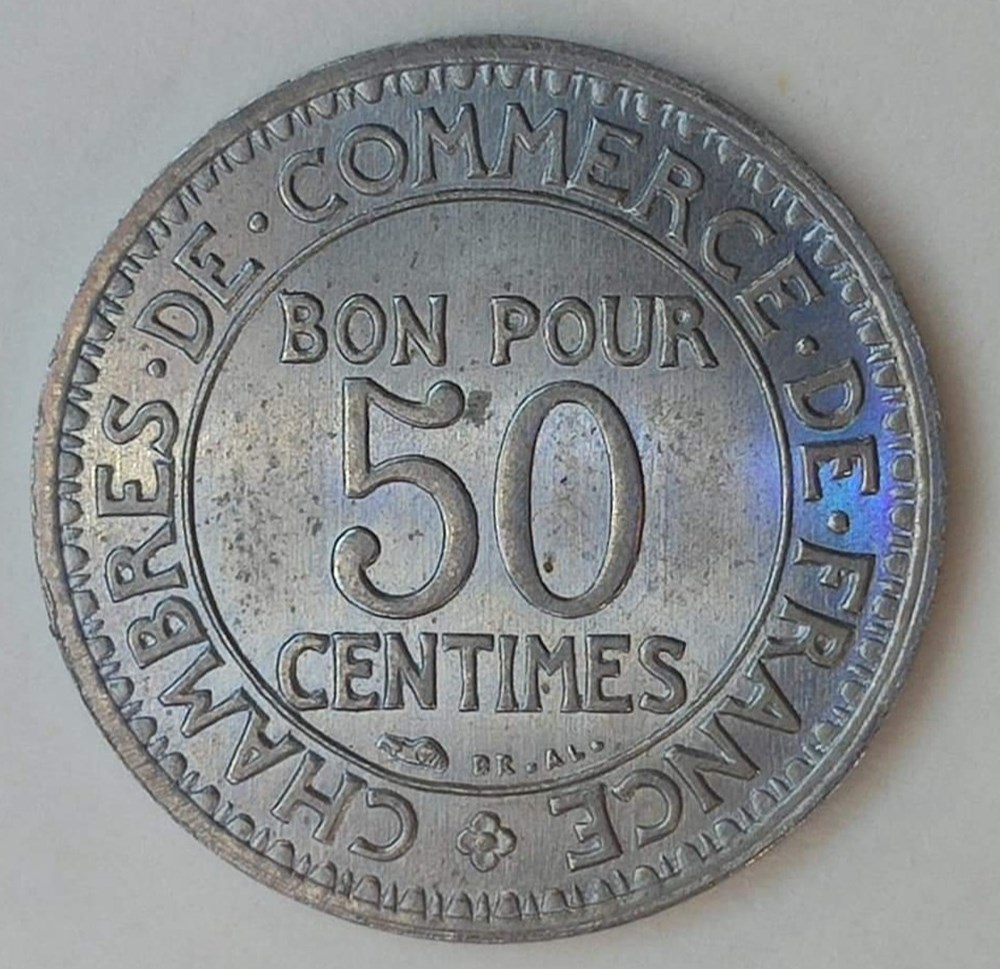 CHAMBRES · DE · COMMERCE · DE · FRANCE
BON POUR
50
CENTIMES
BR. AL.